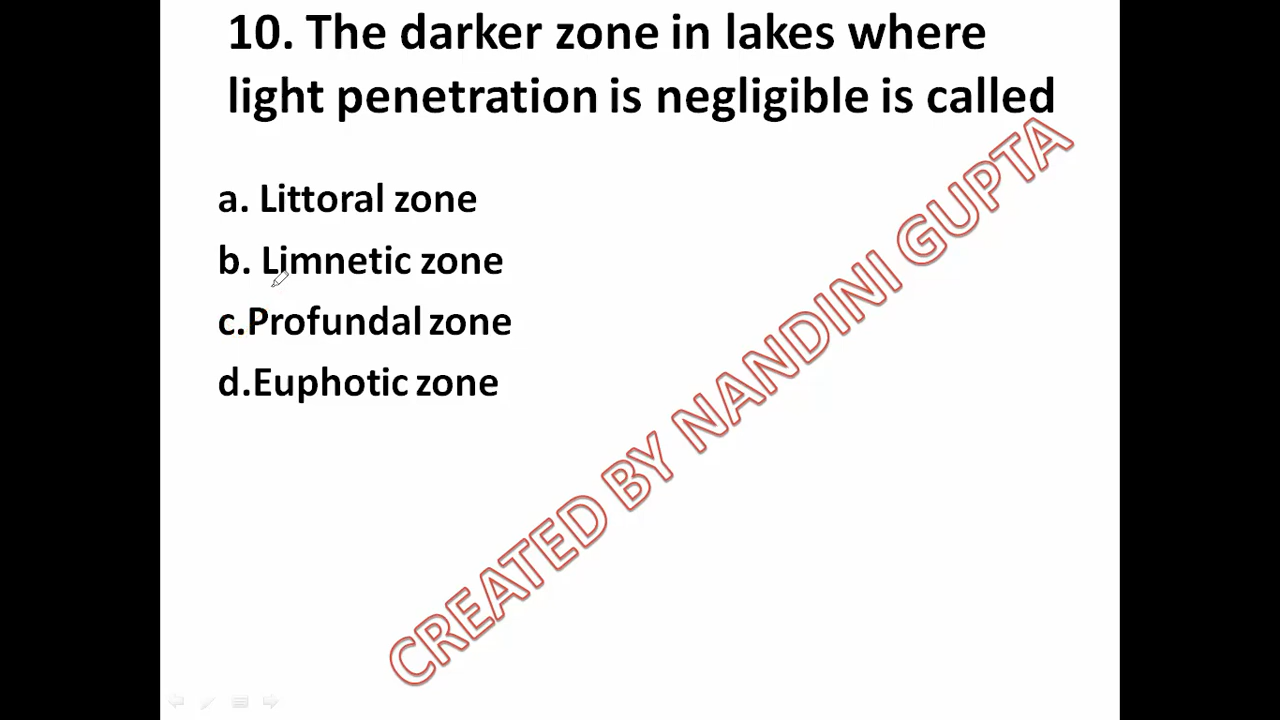 10. The darker zone in lakes where
light penetration is negligible is called
a. Littoral zone
b. Limnetic zone
c.Profundal zone
d.Euphotic zone
CREATED BY NANDINI GUPTA